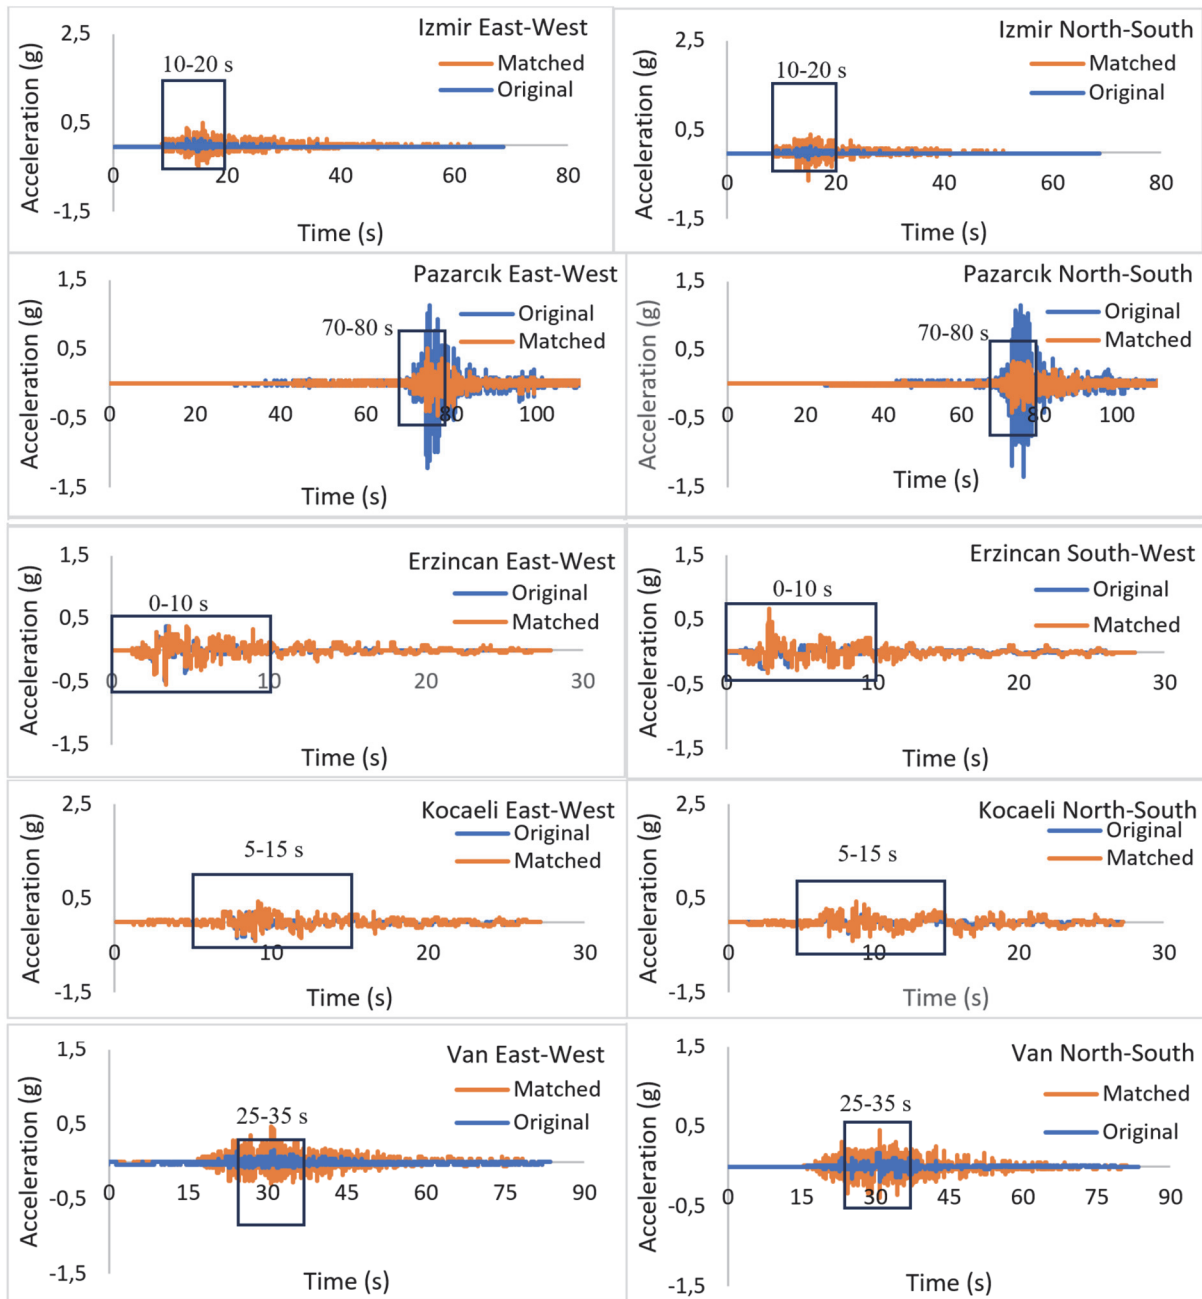 Izmir East-West
2,5
10-20 s
Matched
Original
0,5
Acceleration (g)
0 20 40 60 80
-1,5
Time (s)
Izmir North-South
2,5
10-20 s
Matched
Original
0,5
Acceleration (g)
0 20 40 60 80
-1,5
Time (s)
Pazarcık East-West
1,5
Original
70-80 s
Matched
0,5
Acceleration (g)
-0,5
0 20 40 60 80 100
-1,5
Time (s)
Pazarcık North-South
1,5
Original
70-80 s
Matched
0,5
Acceleration (g)
-0,5
0 20 40 60 80 100
Time (s)
-1,5
Erzincan East-West
1,5
Original
0-10 s
Matched
0,5
Acceleration (g)
-0,5
0 10 20 30
-1,5
Time (s)
Erzincan South-West
1,5
Original
0-10 s
Matched
0,5
Acceleration (g)
-0,5
0 10 20 30
-1,5
Time (s)
Kocaeli East-West
2,5
Original
5-15 s
Matched
0,5
Acceleration (g)
0 10 20 30
-1,5
Time (s)
Kocaeli North-South
2,5
Original
5-15 s
Matched
0,5
Acceleration (g)
0 10 20 30
-1,5
Time (s)
Van East-West
1,5
Matched
25-35 s
Original
0,5
Acceleration (g)
-0,5
0 15 30 45 60 75 90
-1,5
Time (s)
Van North-South
1,5
Matched
25-35 s
Original
0,5
Acceleration (g)
-0,5
0 15 30 45 60 75 90
-1,5
Time (s)